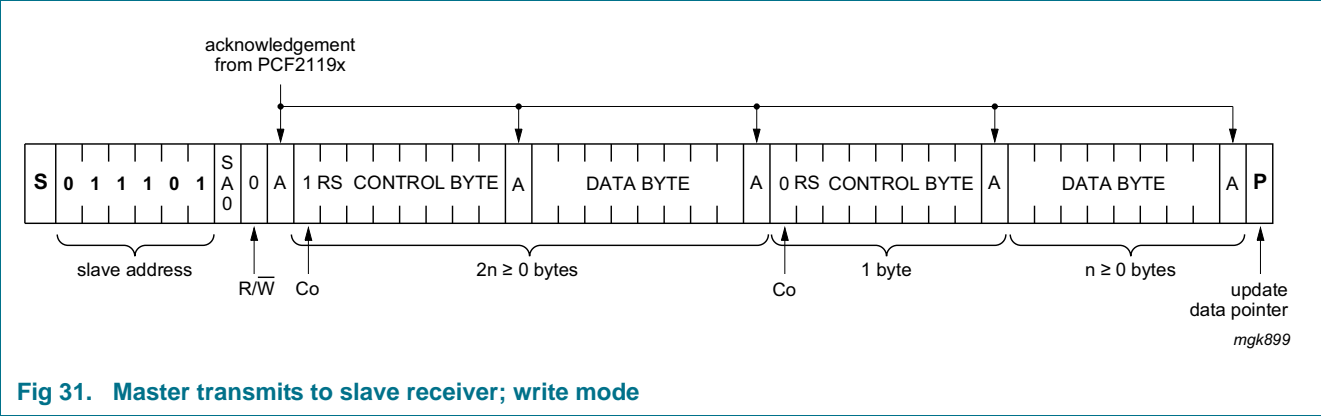 acknowledgement
from PCF2119x
S 0 1 1 1 0 1 SA0 0 A 1 RS CONTROL BYTE A DATA BYTE A 0 RS CONTROL BYTE A DATA BYTE A P
slave address
R/W̅
Co
2n ≥ 0 bytes
Co
1 byte
n ≥ 0 bytes
update
data pointer
mgk899
Fig 31. Master transmits to slave receiver; write mode